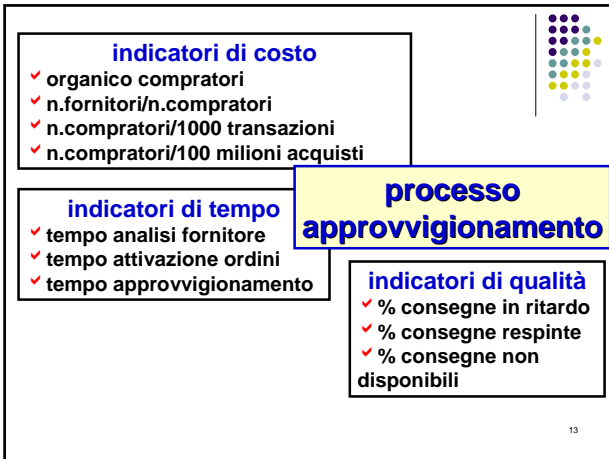 indicatori di costo
organico compratori
n.fornitori/n.compratori
n.compratori/1000 transazioni
n.compratori/100 milioni acquisti
processo
approvvigionamento
indicatori di tempo
tempo analisi fornitore
tempo attivazione ordini
tempo approvvigionamento
indicatori di qualità
% consegne in ritardo
% consegne respinte
% consegne non
disponibili
13